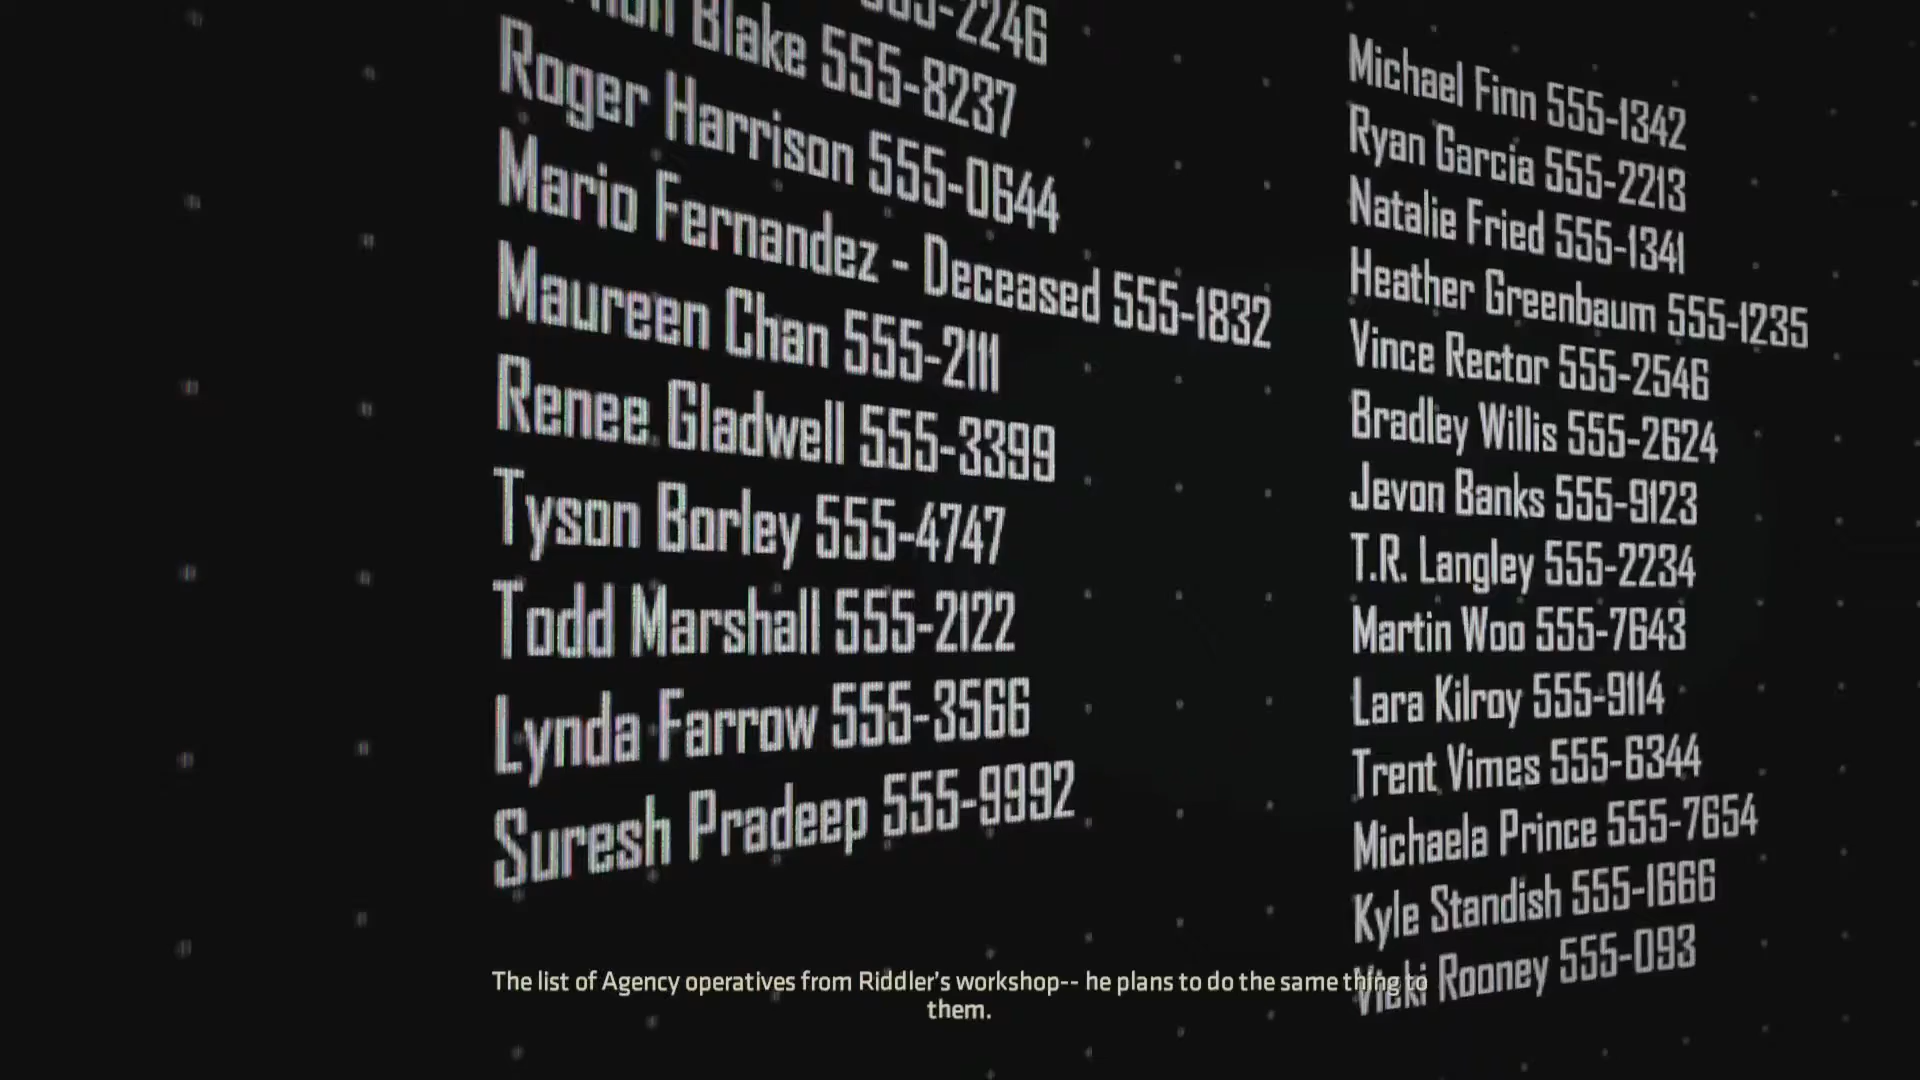 Blake 555-8237
Roger Harrison 555-0644
Mario Fernandez - Deceased 555-1832
Maureen Chan 555-2111
Renee Gladwell 555-3399
Tyson Borley 555-4747
Todd Marshall 555-2122
Lynda Farrow 555-3566
Suresh Pradeep 555-9992
Michael Finn 555-1342
Ryan Garcia 555-2213
Natalie Fried 555-1341
Heather Greenbaum 555-1235
Vince Rector 555-2546
Bradley Willis 555-2624
Jevon Banks 555-9123
T.R. Langley 555-2234
Martin Woo 555-7643
Lara Kilroy 555-9114
Trent Vimes 555-6344
Michaela Prince 555-7654
Kyle Standish 555-1666
Vicki Rooney 555-093
The list of Agency operatives from Riddler's workshop-- he plans to do the same thing to
them.